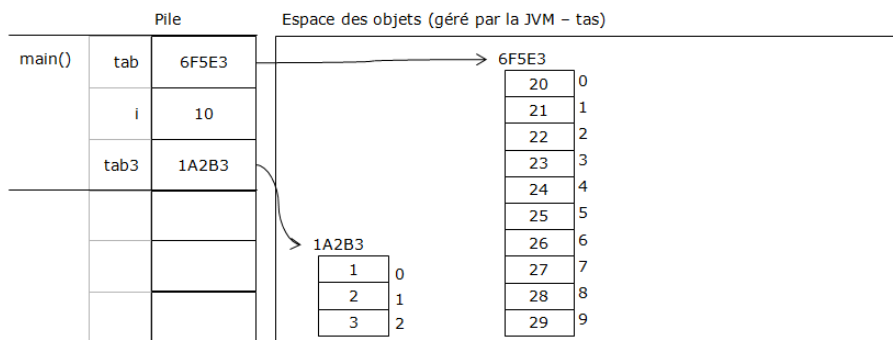 Pile Espace des objets (géré par la JVM – tas)
main() tab 6F5E3 6F5E3
20 0
21 1
i 10 22 2
23 3
tab3 1A2B3 24 4
25 5
1A2B3 26 6
1 0 27 7
2 1 28 8
3 2 29 9